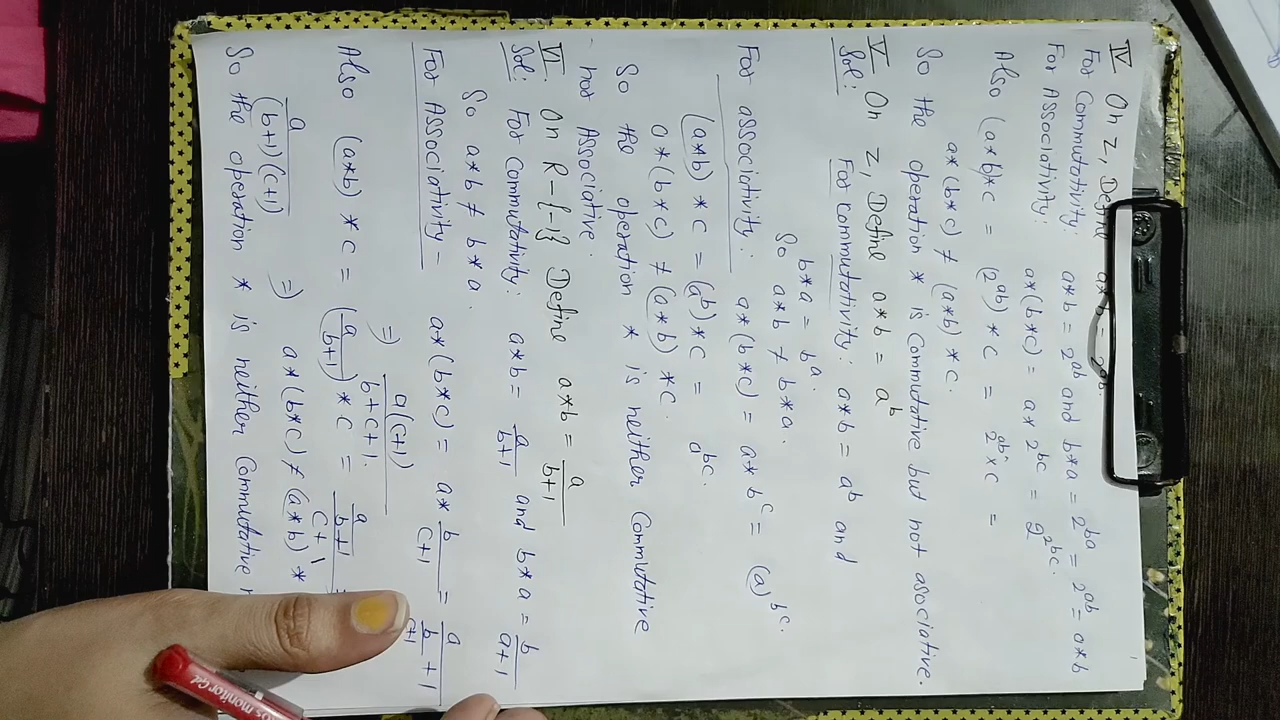 IV On z, Define a*b = 2ab.
For Commutativity: a*b = 2^ab and b*a = 2^ba = 2^ab = a*b
For Associativity: a*(b*c) = a*2^bc = 2^2^bc.
Also (a*b)*c = (2^ab)*c = 2^ab^c × c =
a*(b*c) ≠ (a*b)*c.
So the operation * is commutative but not associative.
V On z, Define a*b = a^b
Sol: For commutativity: a*b = a^b and
b*a = b^a.
So a*b ≠ b*a.
For associativity: a*(b*c) = a*b^c = (a)^b^c.
(a*b)*c = (a^b)*c = a^bc.
a*(b*c) ≠ (a*b)*c.
So the operation * is neither Commutative
nor Associative.
VI On R-{-1} Define a*b = a/b+1
Sol: For Commutativity: a*b = a/b+1 and b*a = b/a+1
So a*b ≠ b*a.
For Associativity - a*(b*c) = a*b/c+1 = a/b/c+1 + 1
=) a(c+1)/b+c+1.
Also (a*b)*c = (a/b+1)*c = a/b+1/c+1 =
a/(b+1)(c+1) =) a*(b*c) ≠ (a*b)*
So the operation * is neither Commutative
monitor Gel